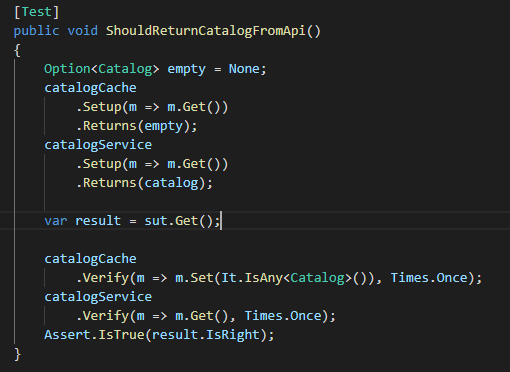 [Test]
public void ShouldReturnCatalogFromApi()
{
    Option<Catalog> empty = None;
    catalogCache
        .Setup(m => m.Get())
        .Returns(empty);
    catalogService
        .Setup(m => m.Get())
        .Returns(catalog);

    var result = sut.Get();

    catalogCache
        .Verify(m => m.Set(It.IsAny<Catalog>()), Times.Once);
    catalogService
        .Verify(m => m.Get(), Times.Once);
    Assert.IsTrue(result.IsRight);
}